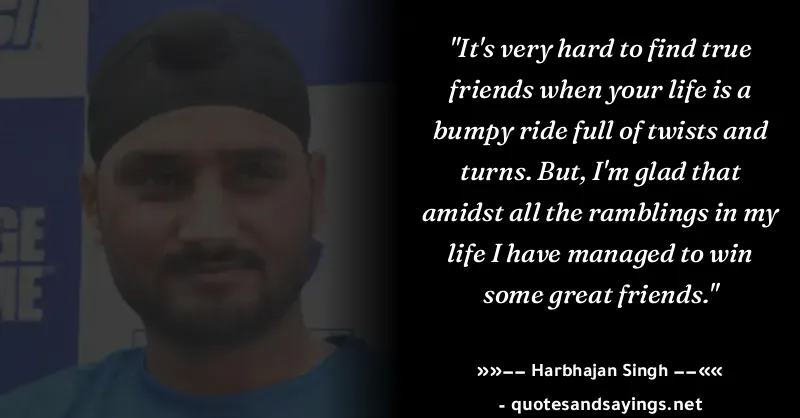 "It's very hard to find true
friends when your life is a
bumpy ride full of twists and
turns. But, I'm glad that
amidst all the ramblings in my
life I have managed to win
some great friends."
»»–– Harbhajan Singh ––««
- quotesandsayings.net
GE
ME